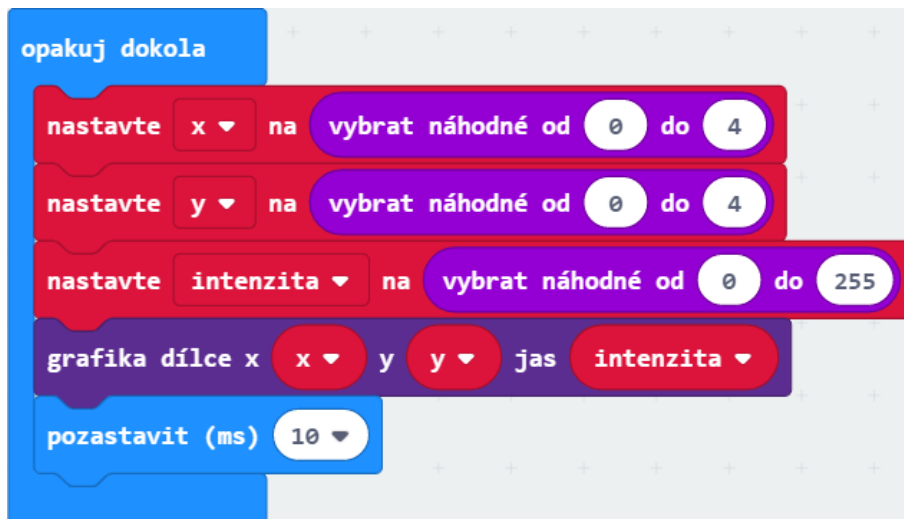 opakuj dokola
nastavte x na vybrat náhodné od 0 do 4
nastavte y na vybrat náhodné od 0 do 4
nastavte intenzita na vybrat náhodné od 0 do 255
grafika dílce x x y y jas intenzita
pozastavit (ms) 10